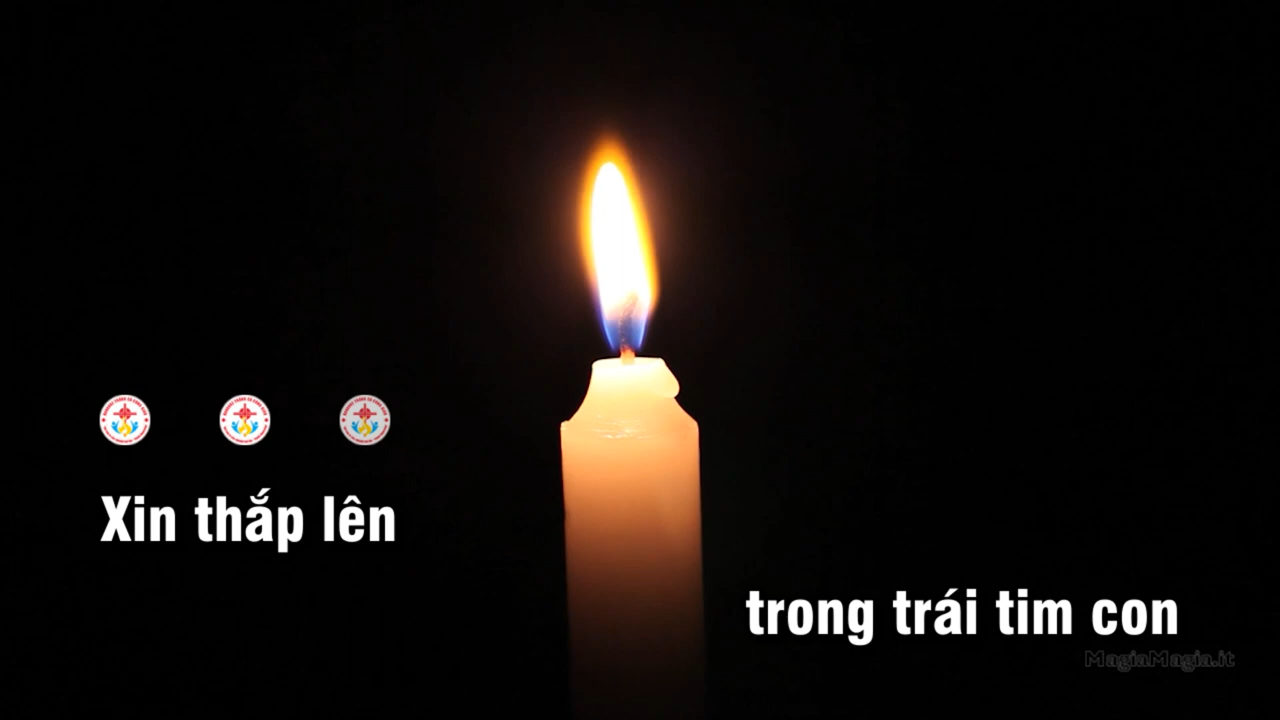 Xin thắp lên
trong trái tim con
MagiaMagia.it